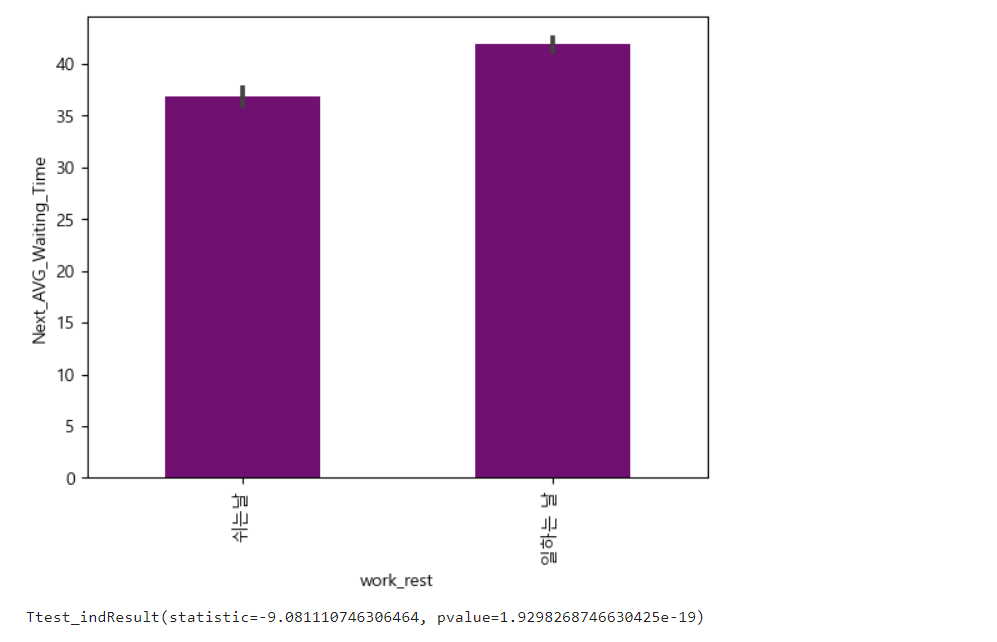 Next_AVG_Waiting_Time
40
35
30
25
20
15
10
5
0
쉬는날
일하는 날
work_rest
Ttest_indResult(statistic=-9.081110746306464, pvalue=1.9298268746630425e-19)